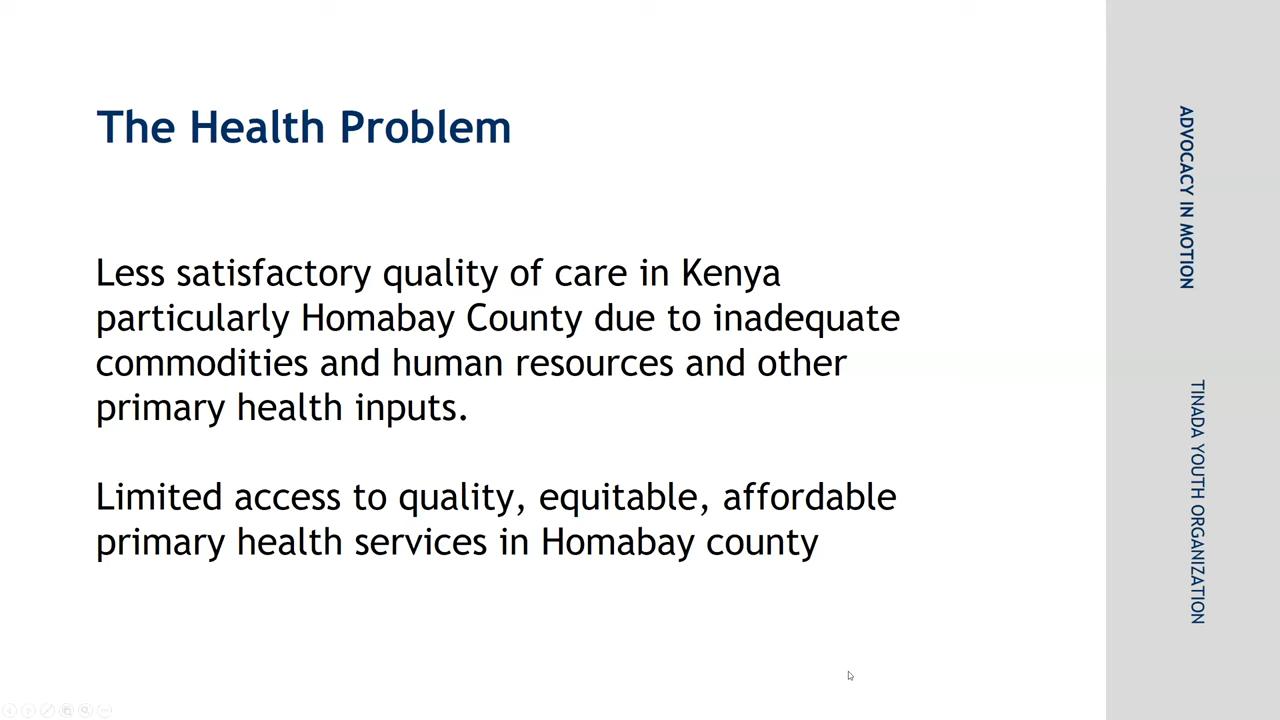 The Health Problem
Less satisfactory quality of care in Kenya
particularly Homabay County due to inadequate
commodities and human resources and other
primary health inputs.
Limited access to quality, equitable, affordable
primary health services in Homabay county
ADVOCACY IN MOTION
TINADA YOUTH ORGANIZATION